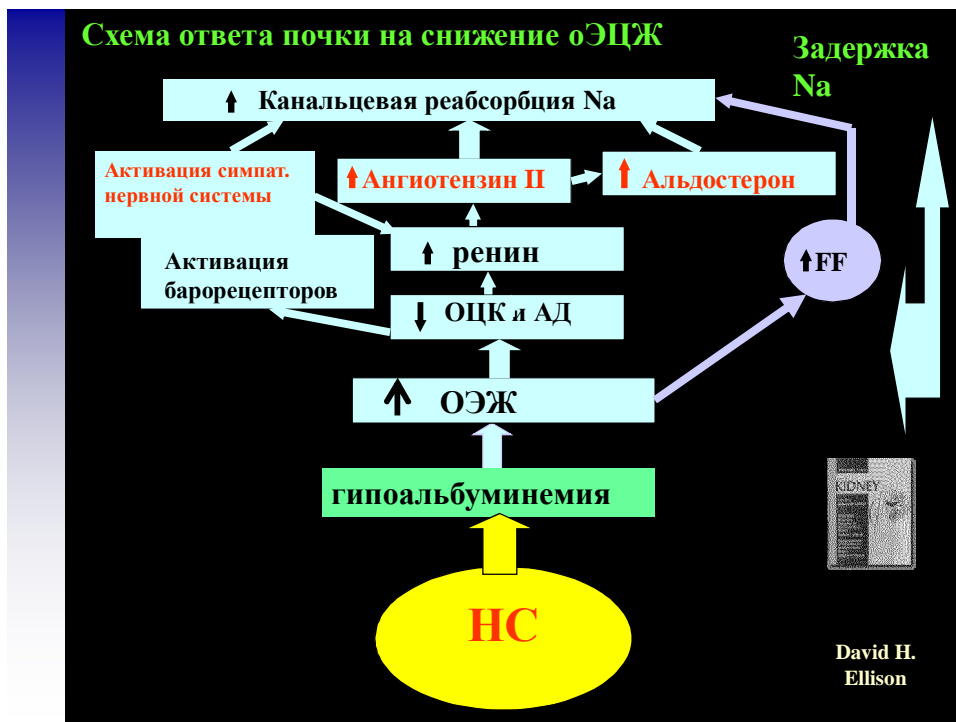 Схема ответа почки на снижение оЭЦЖ
Задержка
Na
Канальцевая реабсорбция Na
Активация симпат.
нервной системы
Ангиотензин II
Альдостерон
ренин
FF
Активация
барорецепторов
ОЦК и АД
ОЭЖ
гипоальбуминемия
KIDNEY
НС
David H.
Ellison